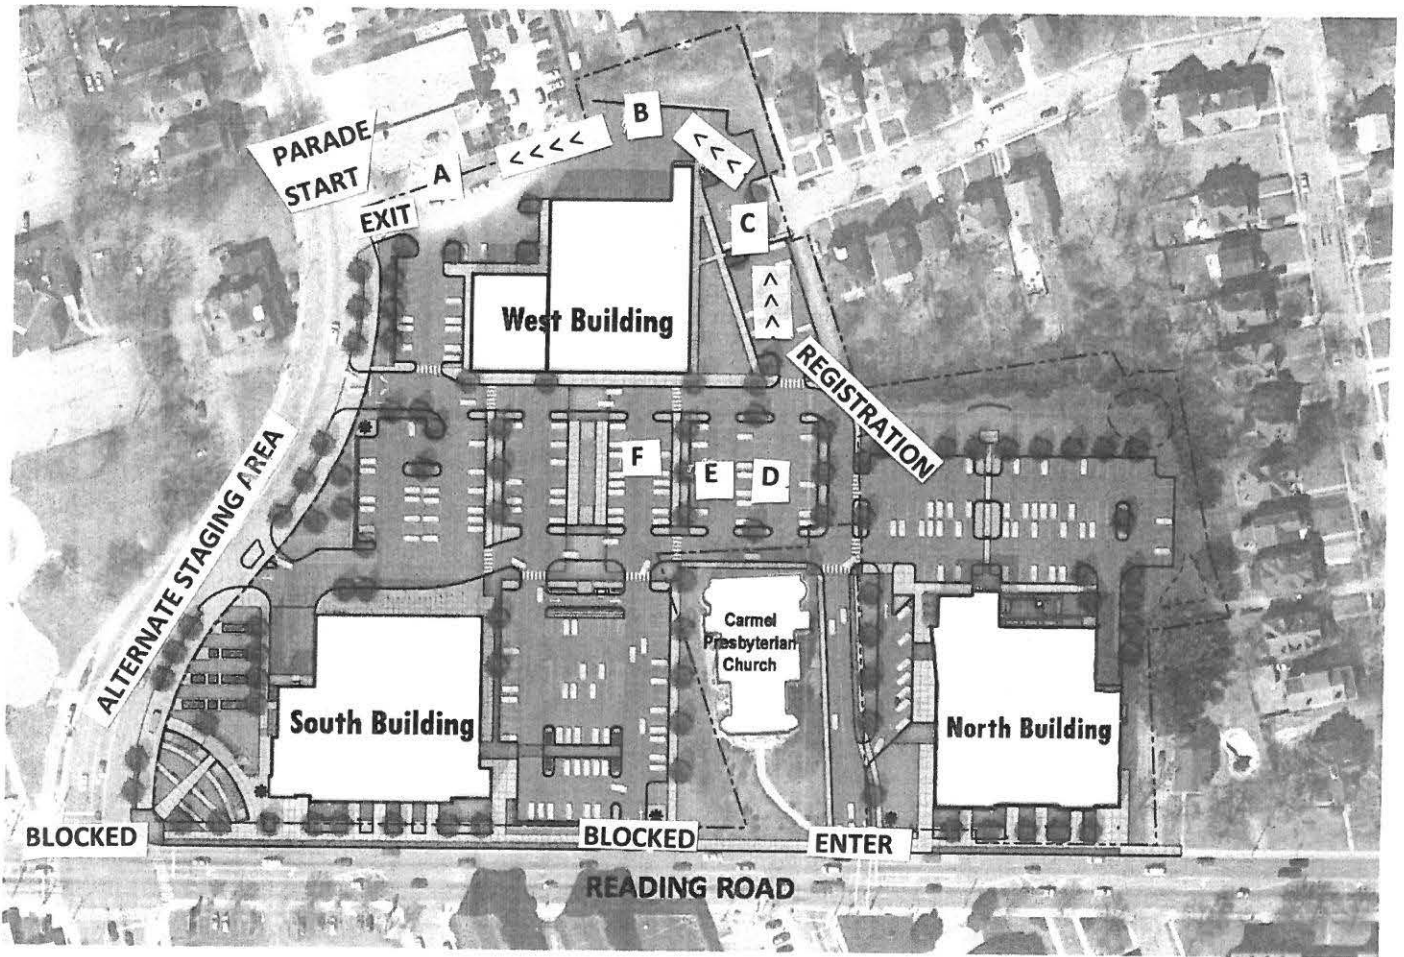 B
PARADE
START
<<<<
<<<
A
EXIT
C
<<<
West Building
REGISTRATION
F
E
D
ALTERNATE STAGING AREA
Carmel
Presbyterian
Church
South Building
North Building
BLOCKED
BLOCKED
ENTER
READING ROAD